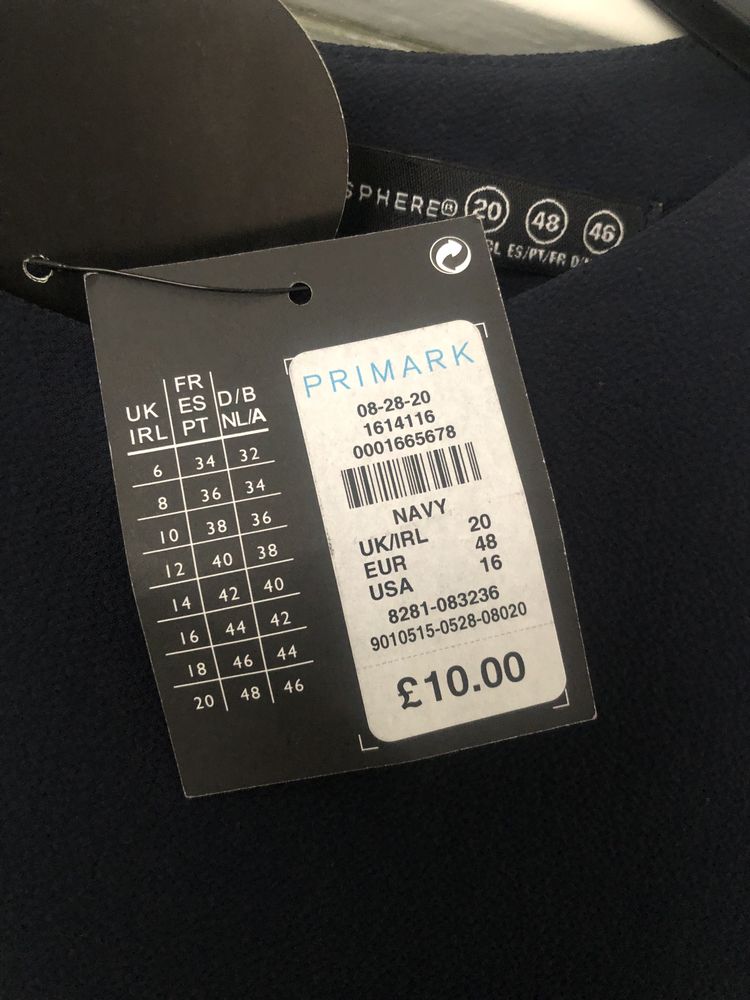 SPHERE® 20 48 46
ES/PT/FR
UK IRL | FR ES PT | D/B NL/A
6 34 32
8 36 34
10 38 36
12 40 38
14 42 40
16 44 42
18 46 44
20 48 46
PRIMARK
08-28-20
1614116
0001665678
NAVY
UK/IRL 20
EUR 48
USA 16
8281-083236
9010515-0528-08020
£10.00